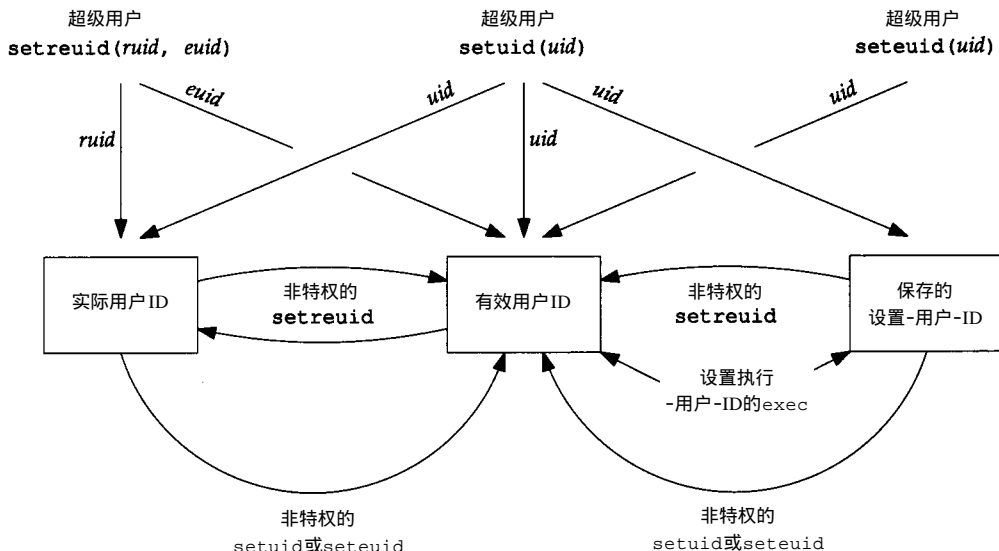 超级用户
setreuid(ruid, euid)
超级用户
setuid(uid)
超级用户
seteuid(uid)
ruid
euid
uid
uid
uid
uid
实际用户ID
非特权的
setreuid
有效用户ID
非特权的
setreuid
保存的
设置-用户-ID
设置执行
-用户-ID的exec
非特权的
setuid或seteuid
非特权的
setuid或seteuid